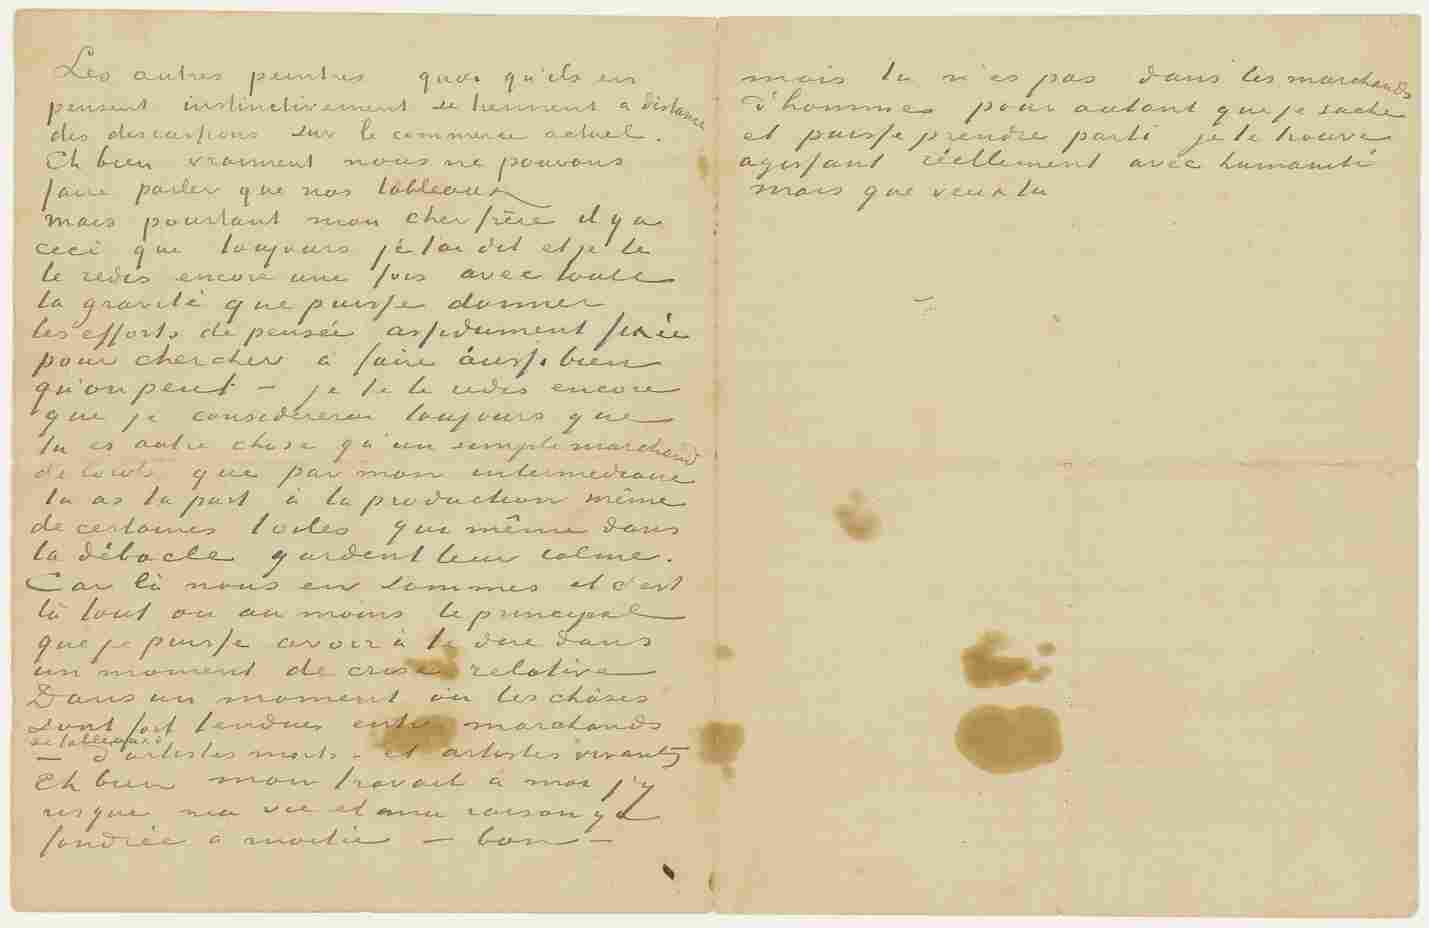 Les autres peintres quoi qu'ils en
pensent instinctivement se tiennent a distance
des discussions sur le commerce actuel.
Eh bien vraiment nous ne pouvons
faire parler que nos tableaux
mais pourtant mon cher frère il y a
ceci que toujours je t'ai dit et je te
le redis encore une fois avec toute
la gravité que puisse donner
les efforts de pensée assidument fixée
pour chercher à faire aussi bien
qu'on peut – je te le redis encore
que je considererai toujours que
tu es autre chose qu'un simple marchand
de Corots que par mon intermediaire
tu as ta part à la production même
de certaines toiles qui même dans
la débacle gardent leur calme.
Car là nous en sommes et c'est
là tout ou au moins le principal
que je puisse avoir à te dire dans
un moment de crise relative
Dans un moment où les choses
sont fort tendues entre marchands
de tableaux
– d'artistes morts – et artistes vivants
Eh bien mon travail à moi j'y
risque ma vie et ma raison y a
fondrée a moitié – bon –
mais tu n'es pas dans les marchands
d'hommes pour autant que je sache
et puisse prendre parti je te trouve
agissant réellement avec humanité
mais que veux tu